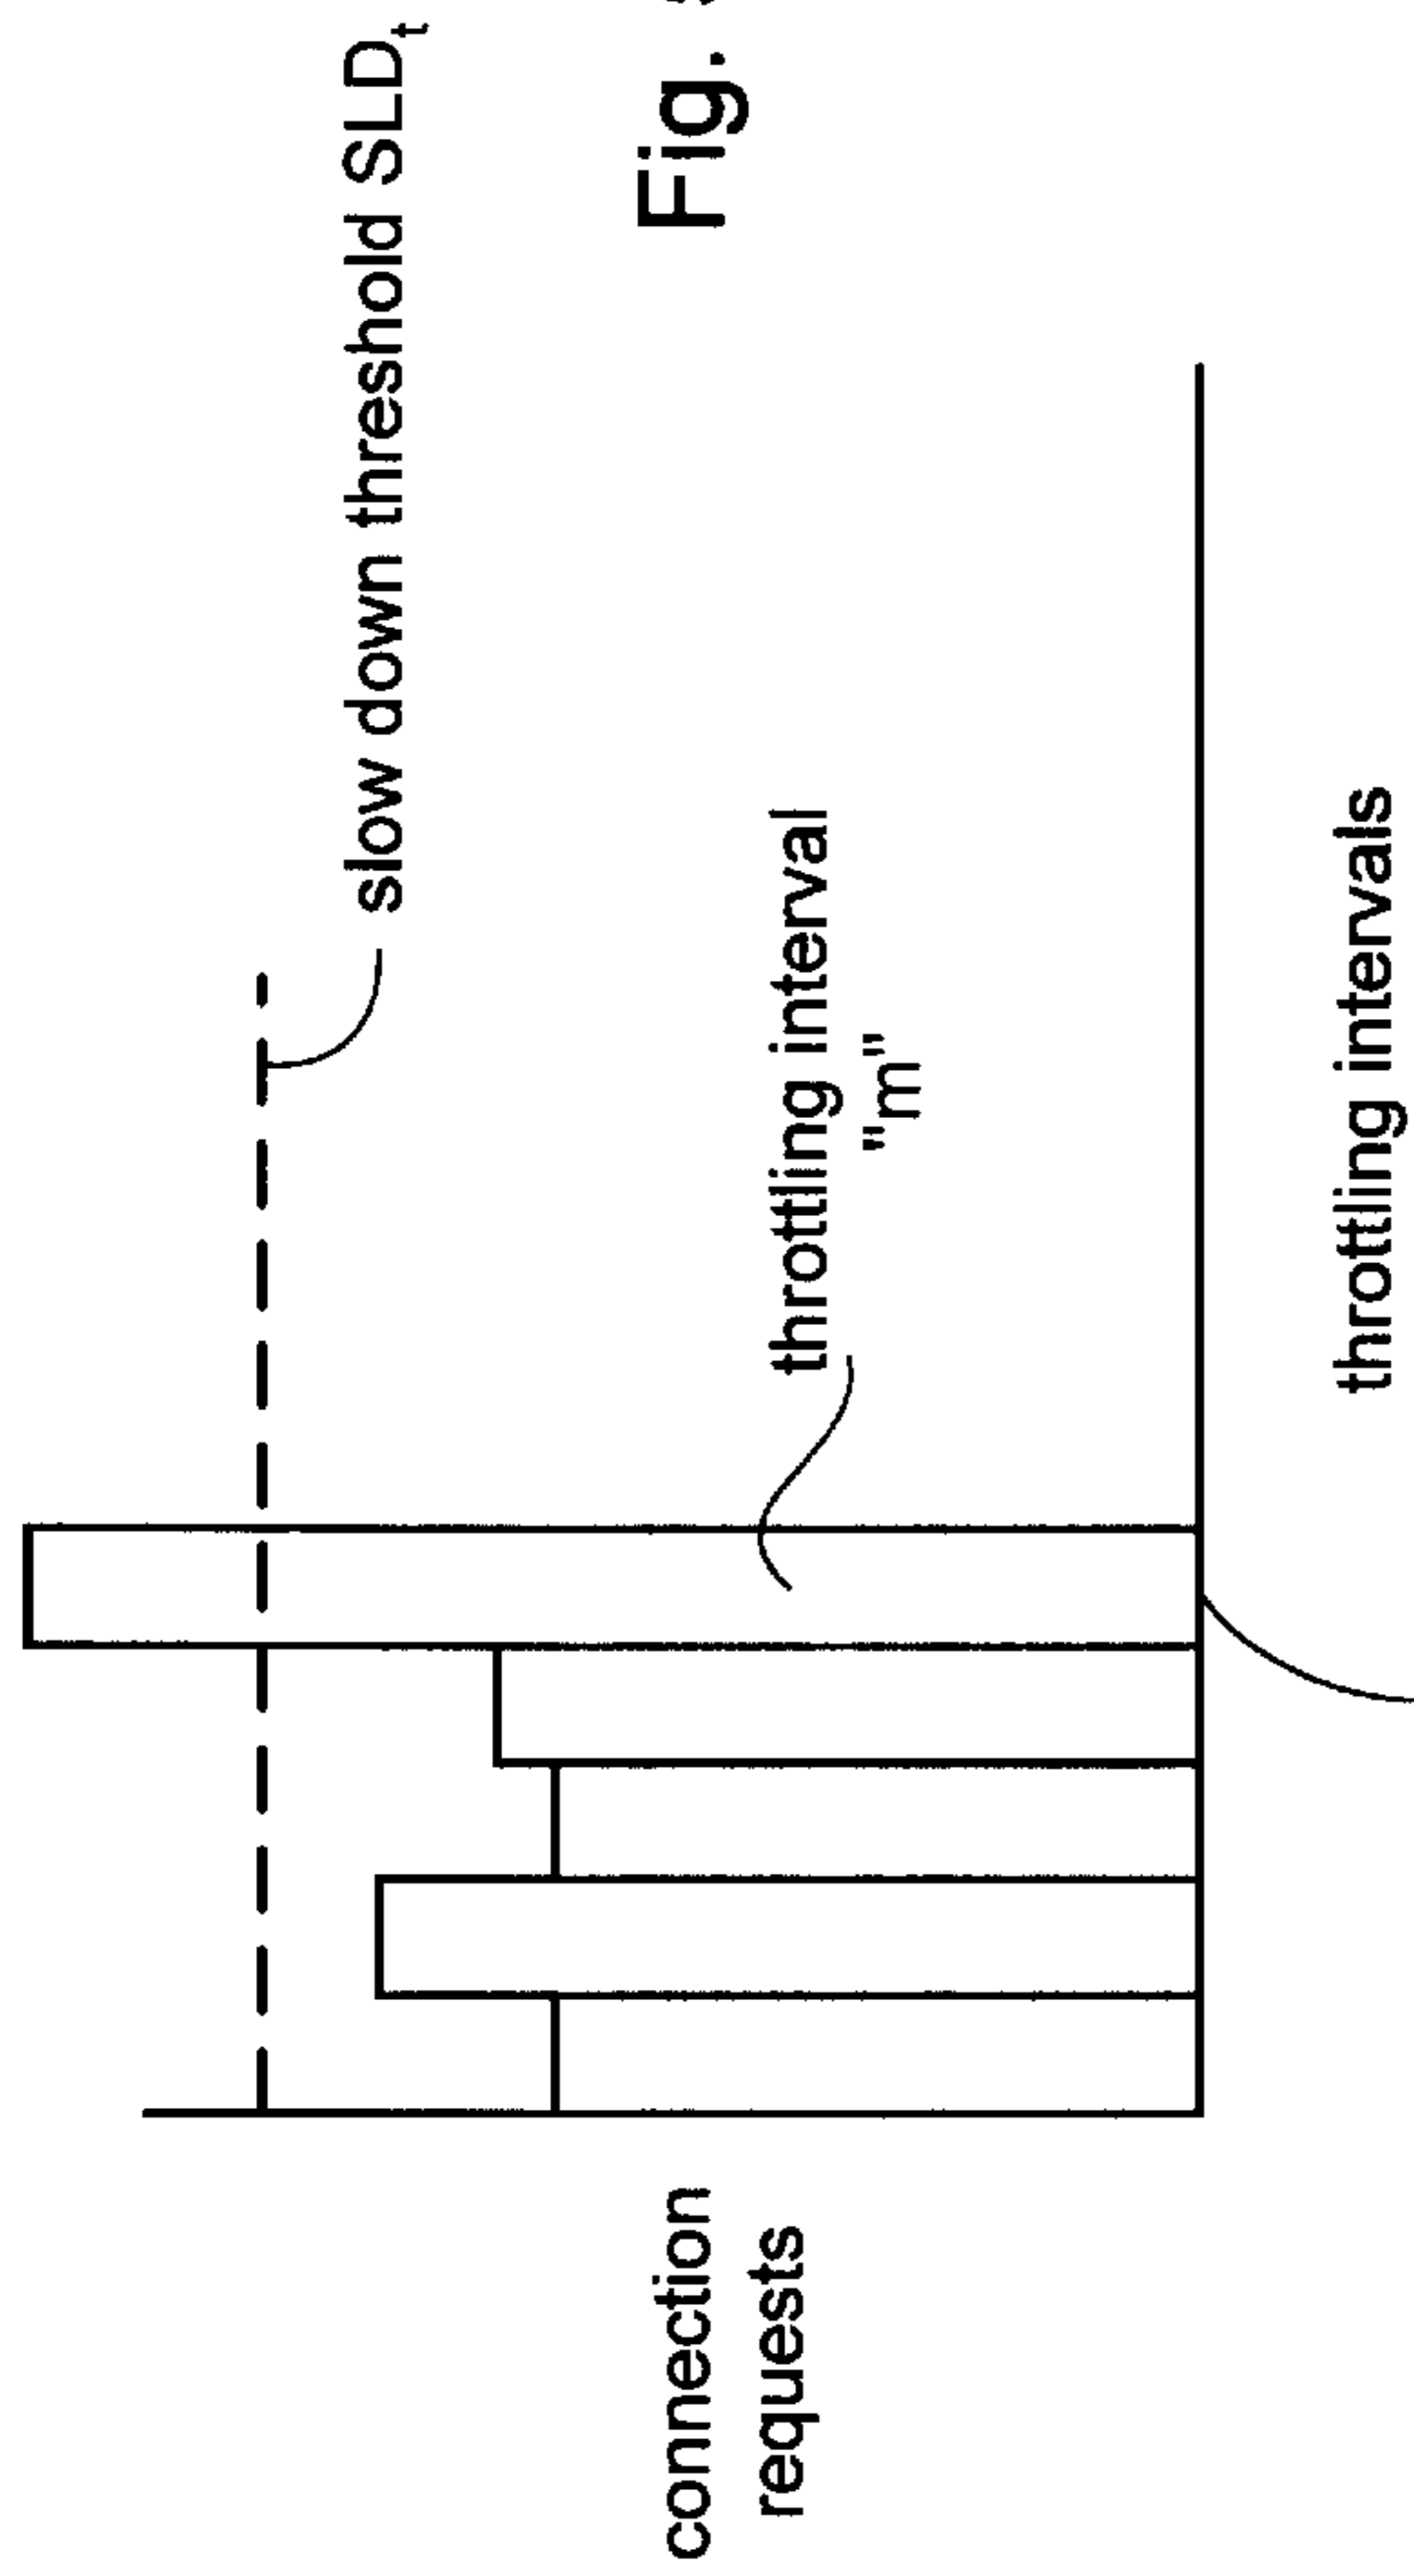 slow down threshold SLDt
throttling interval
"m"
connection
requests
throttling intervals
Fig.